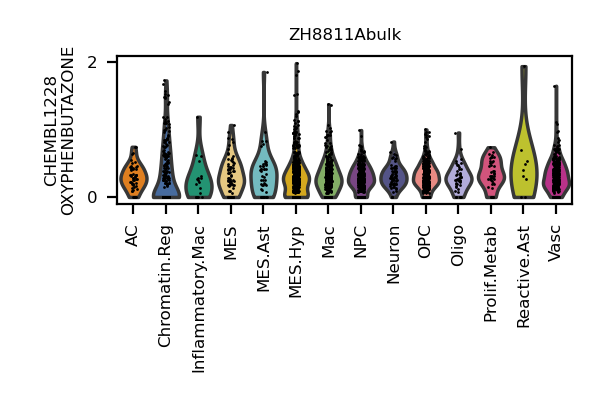 ZH8811Abulk
CHEMBL1228
OXYPHENBUTAZONE
2
0
AC
Chromatin.Reg
Inflammatory.Mac
MES
MES.Ast
MES.Hyp
Mac
NPC
Neuron
OPC
Oligo
Prolif.Metab
Reactive.Ast
Vasc